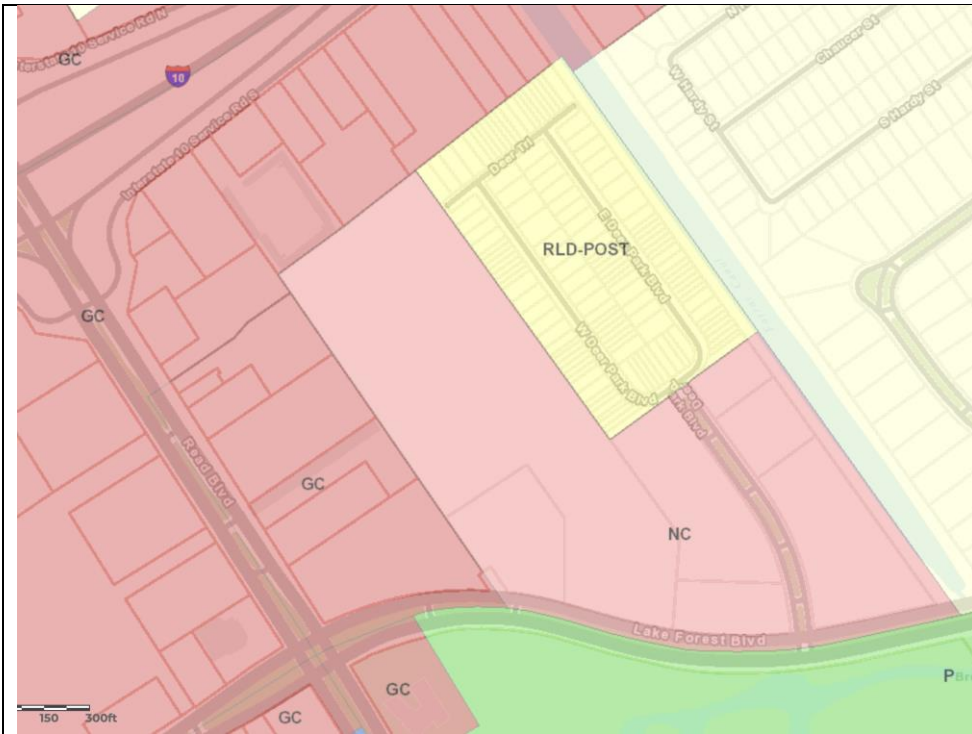 Interstate 10 Service Rd N
GC
10
Interstate 10 Service Rd S
W Hardy St
Chaucer St
S Hardy St
Deer Trl
E Deer Park Blvd
RLD-POST
W Deer Park Blvd
GC
Read Blvd
GC
NC
Lake Forest Blvd
P
GC
GC
150 300ft